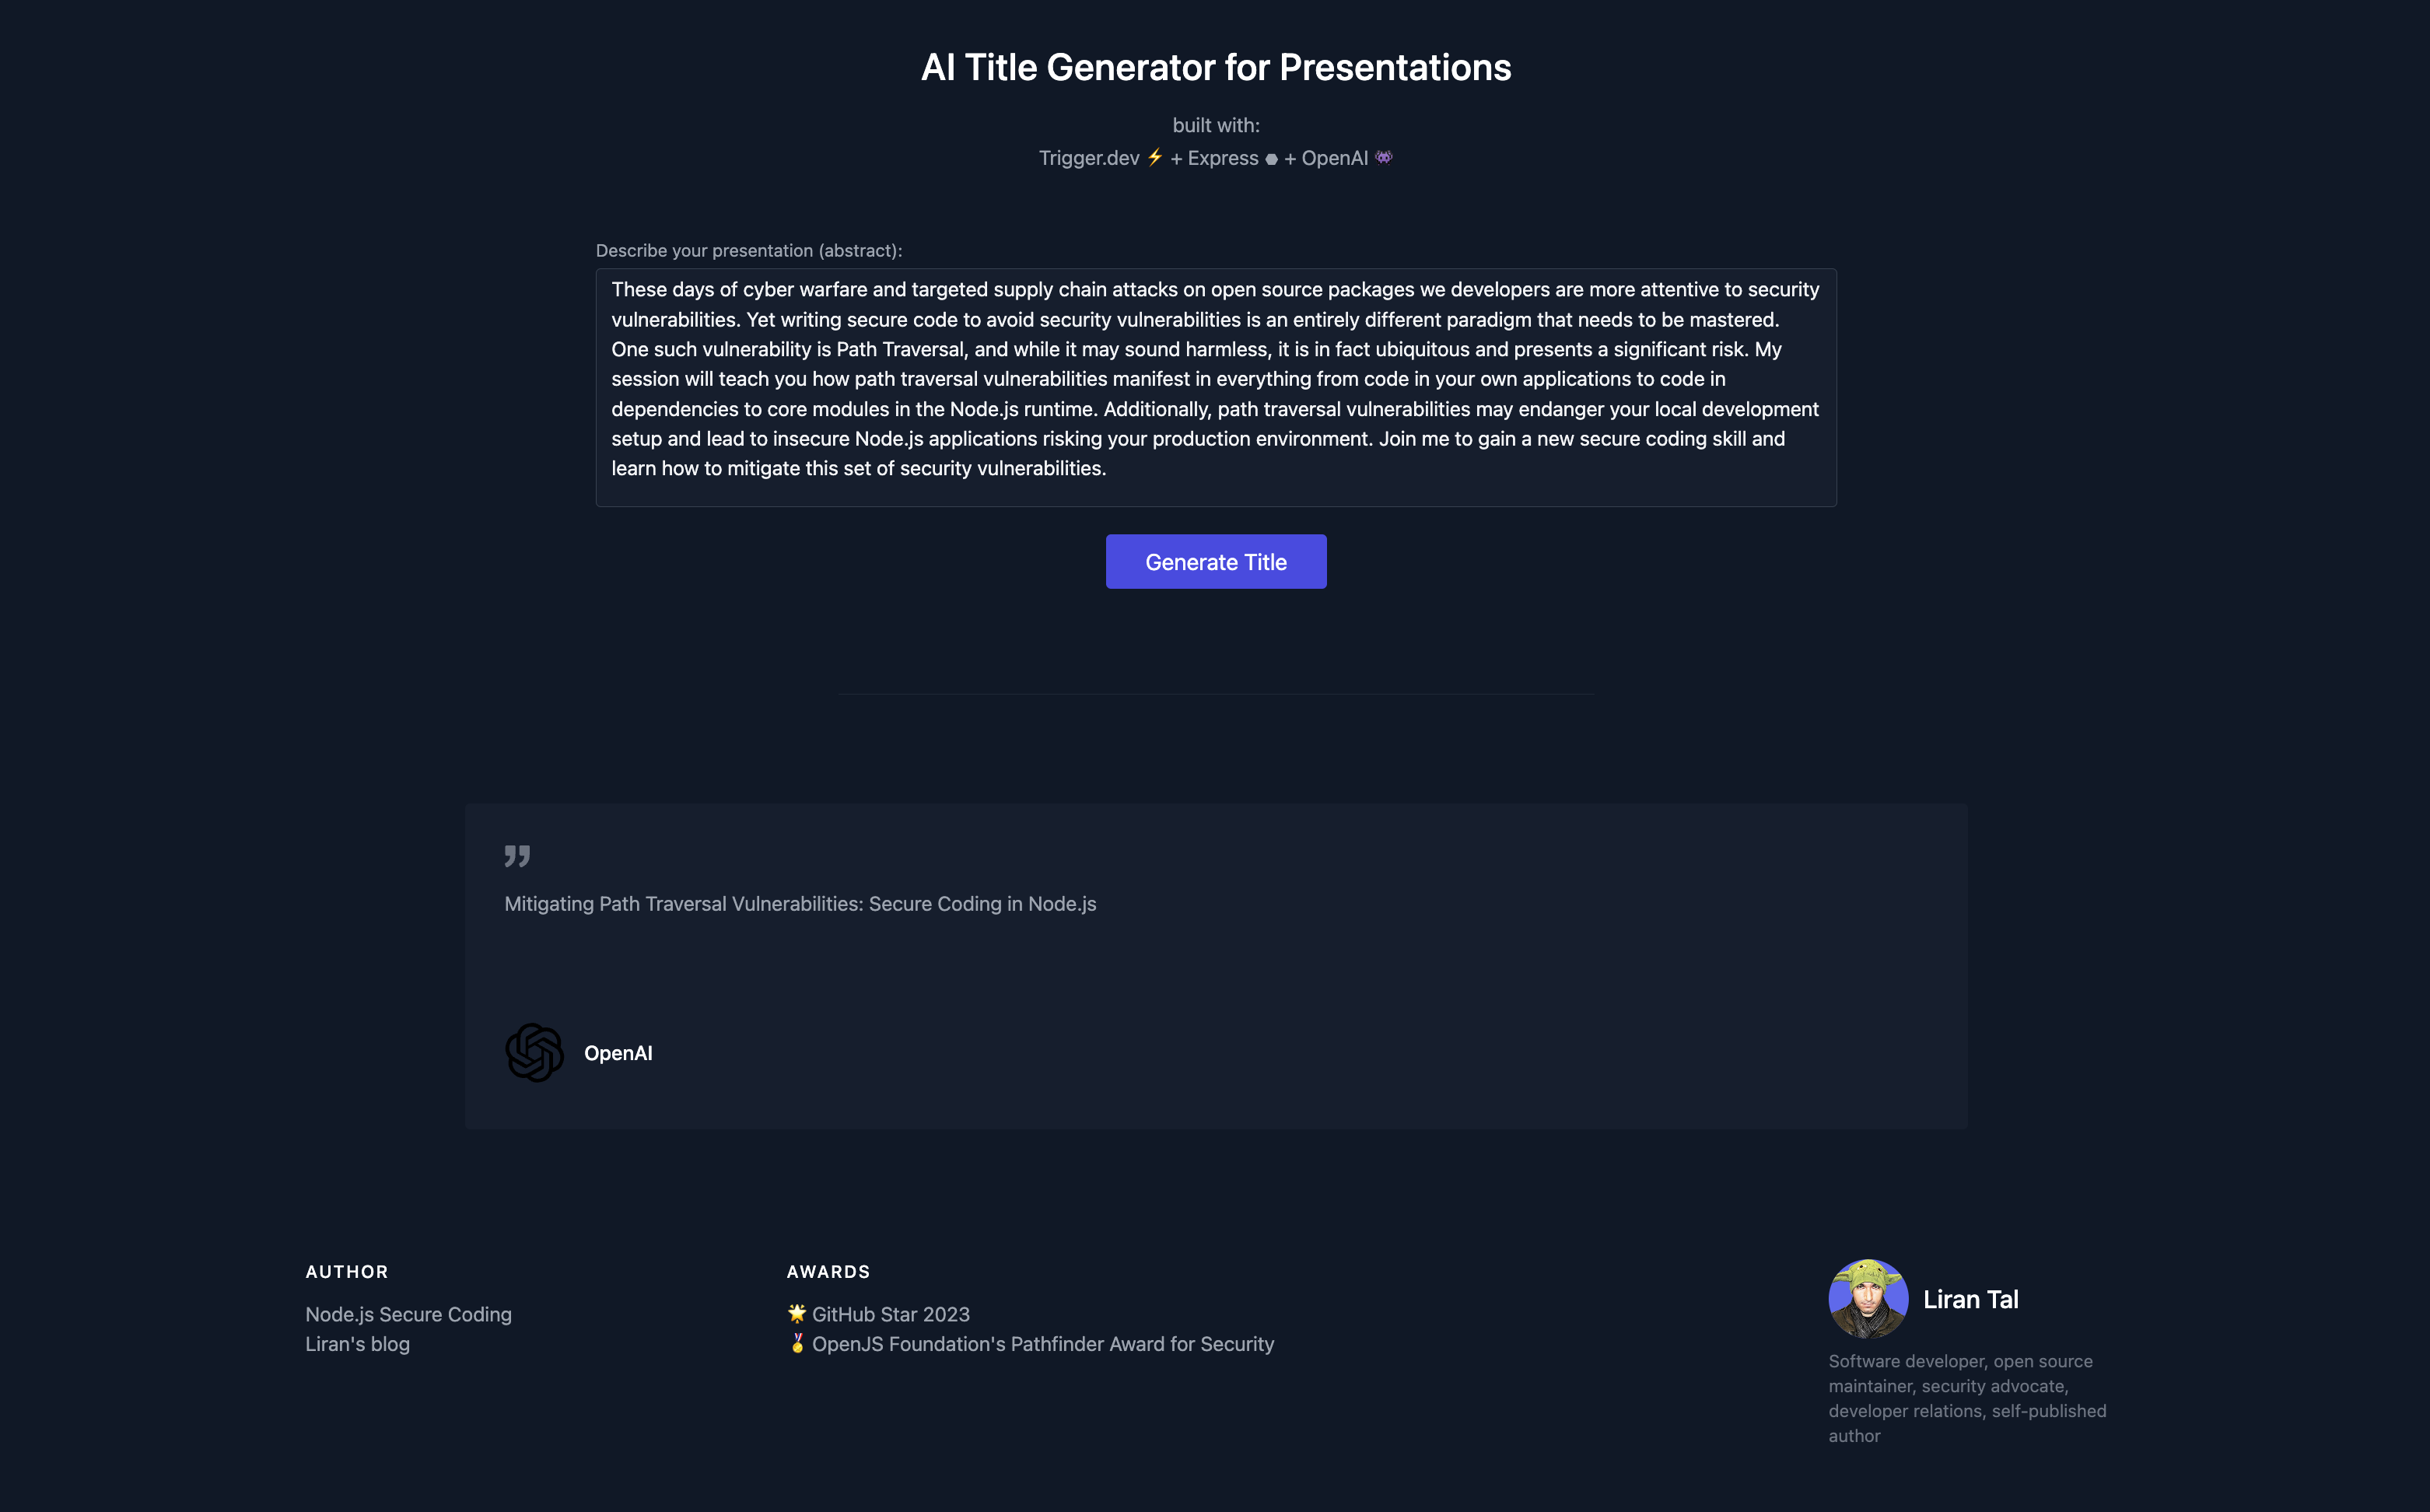 AI Title Generator for Presentations
built with:
Trigger.dev ⚡ + Express ⬣ + OpenAI 👾
Describe your presentation (abstract):
These days of cyber warfare and targeted supply chain attacks on open source packages we developers are more attentive to security
vulnerabilities. Yet writing secure code to avoid security vulnerabilities is an entirely different paradigm that needs to be mastered.
One such vulnerability is Path Traversal, and while it may sound harmless, it is in fact ubiquitous and presents a significant risk. My
session will teach you how path traversal vulnerabilities manifest in everything from code in your own applications to code in
dependencies to core modules in the Node.js runtime. Additionally, path traversal vulnerabilities may endanger your local development
setup and lead to insecure Node.js applications risking your production environment. Join me to gain a new secure coding skill and
learn how to mitigate this set of security vulnerabilities.
Generate Title
”
Mitigating Path Traversal Vulnerabilities: Secure Coding in Node.js
OpenAI
AUTHOR
Node.js Secure Coding
Liran's blog
AWARDS
🌟 GitHub Star 2023
🏅 OpenJS Foundation's Pathfinder Award for Security
Liran Tal
Software developer, open source
maintainer, security advocate,
developer relations, self-published
author